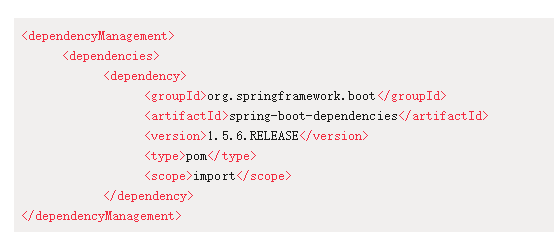 <dependencyManagement>
<dependencies>
<dependency>
<groupId>org.springframework.boot</groupId>
<artifactId>spring-boot-dependencies</artifactId>
<version>1.5.6.RELEASE</version>
<type>pom</type>
<scope>import</scope>
</dependency>
</dependencyManagement>